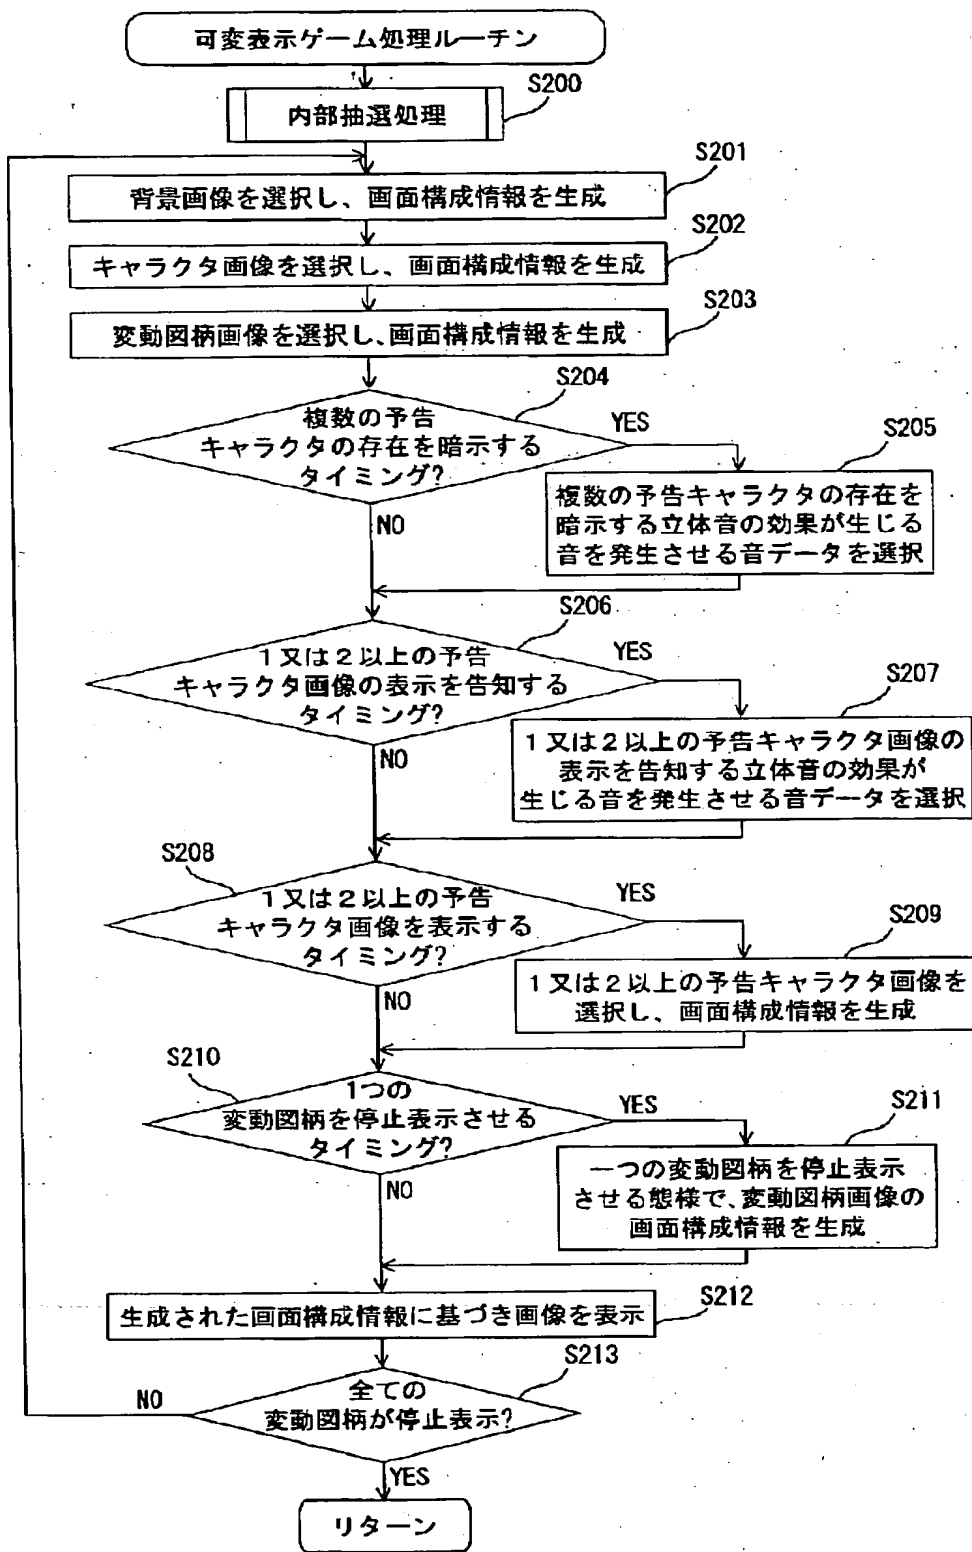 可変表示ゲーム処理ルーチン
S200
内部抽選処理
S201
背景画像を選択し、画面構成情報を生成
S202
キャラクタ画像を選択し、画面構成情報を生成
S203
変動図柄画像を選択し、画面構成情報を生成
S204
複数の予告
キャラクタの存在を暗示する
タイミング?
YES
NO
S205
複数の予告キャラクタの存在を
暗示する立体音の効果が生じる
音を発生させる音データを選択
S206
1又は2以上の予告
キャラクタ画像の表示を告知する
タイミング?
YES
NO
S207
1又は2以上の予告キャラクタ画像の
表示を告知する立体音の効果が
生じる音を発生させる音データを選択
S208
1又は2以上の予告
キャラクタ画像を表示する
タイミング?
YES
NO
S209
1又は2以上の予告キャラクタ画像を
選択し、画面構成情報を生成
S210
1つの
変動図柄を停止表示させる
タイミング?
YES
NO
S211
一つの変動図柄を停止表示
させる態様で、変動図柄画像の
画面構成情報を生成
S212
生成された画面構成情報に基づき画像を表示
S213
全ての
変動図柄が停止表示?
NO
YES
リターン